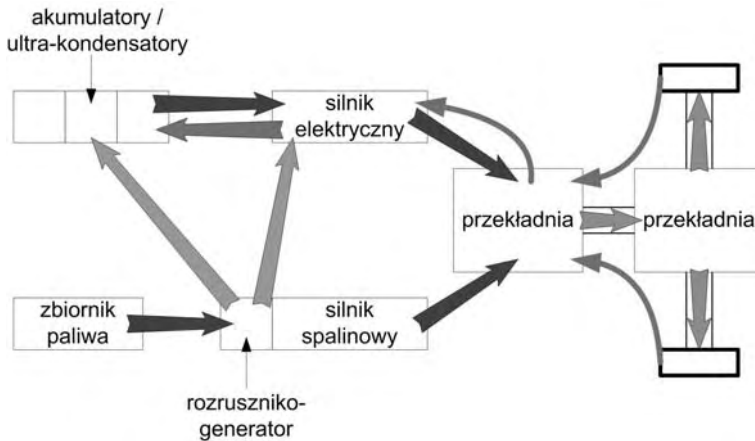 akumulatory /
ultra-kondensatory
silnik
elektryczny
przekładnia
przekładnia
zbiornik
paliwa
silnik
spalinowy
rozruszniko-
generator